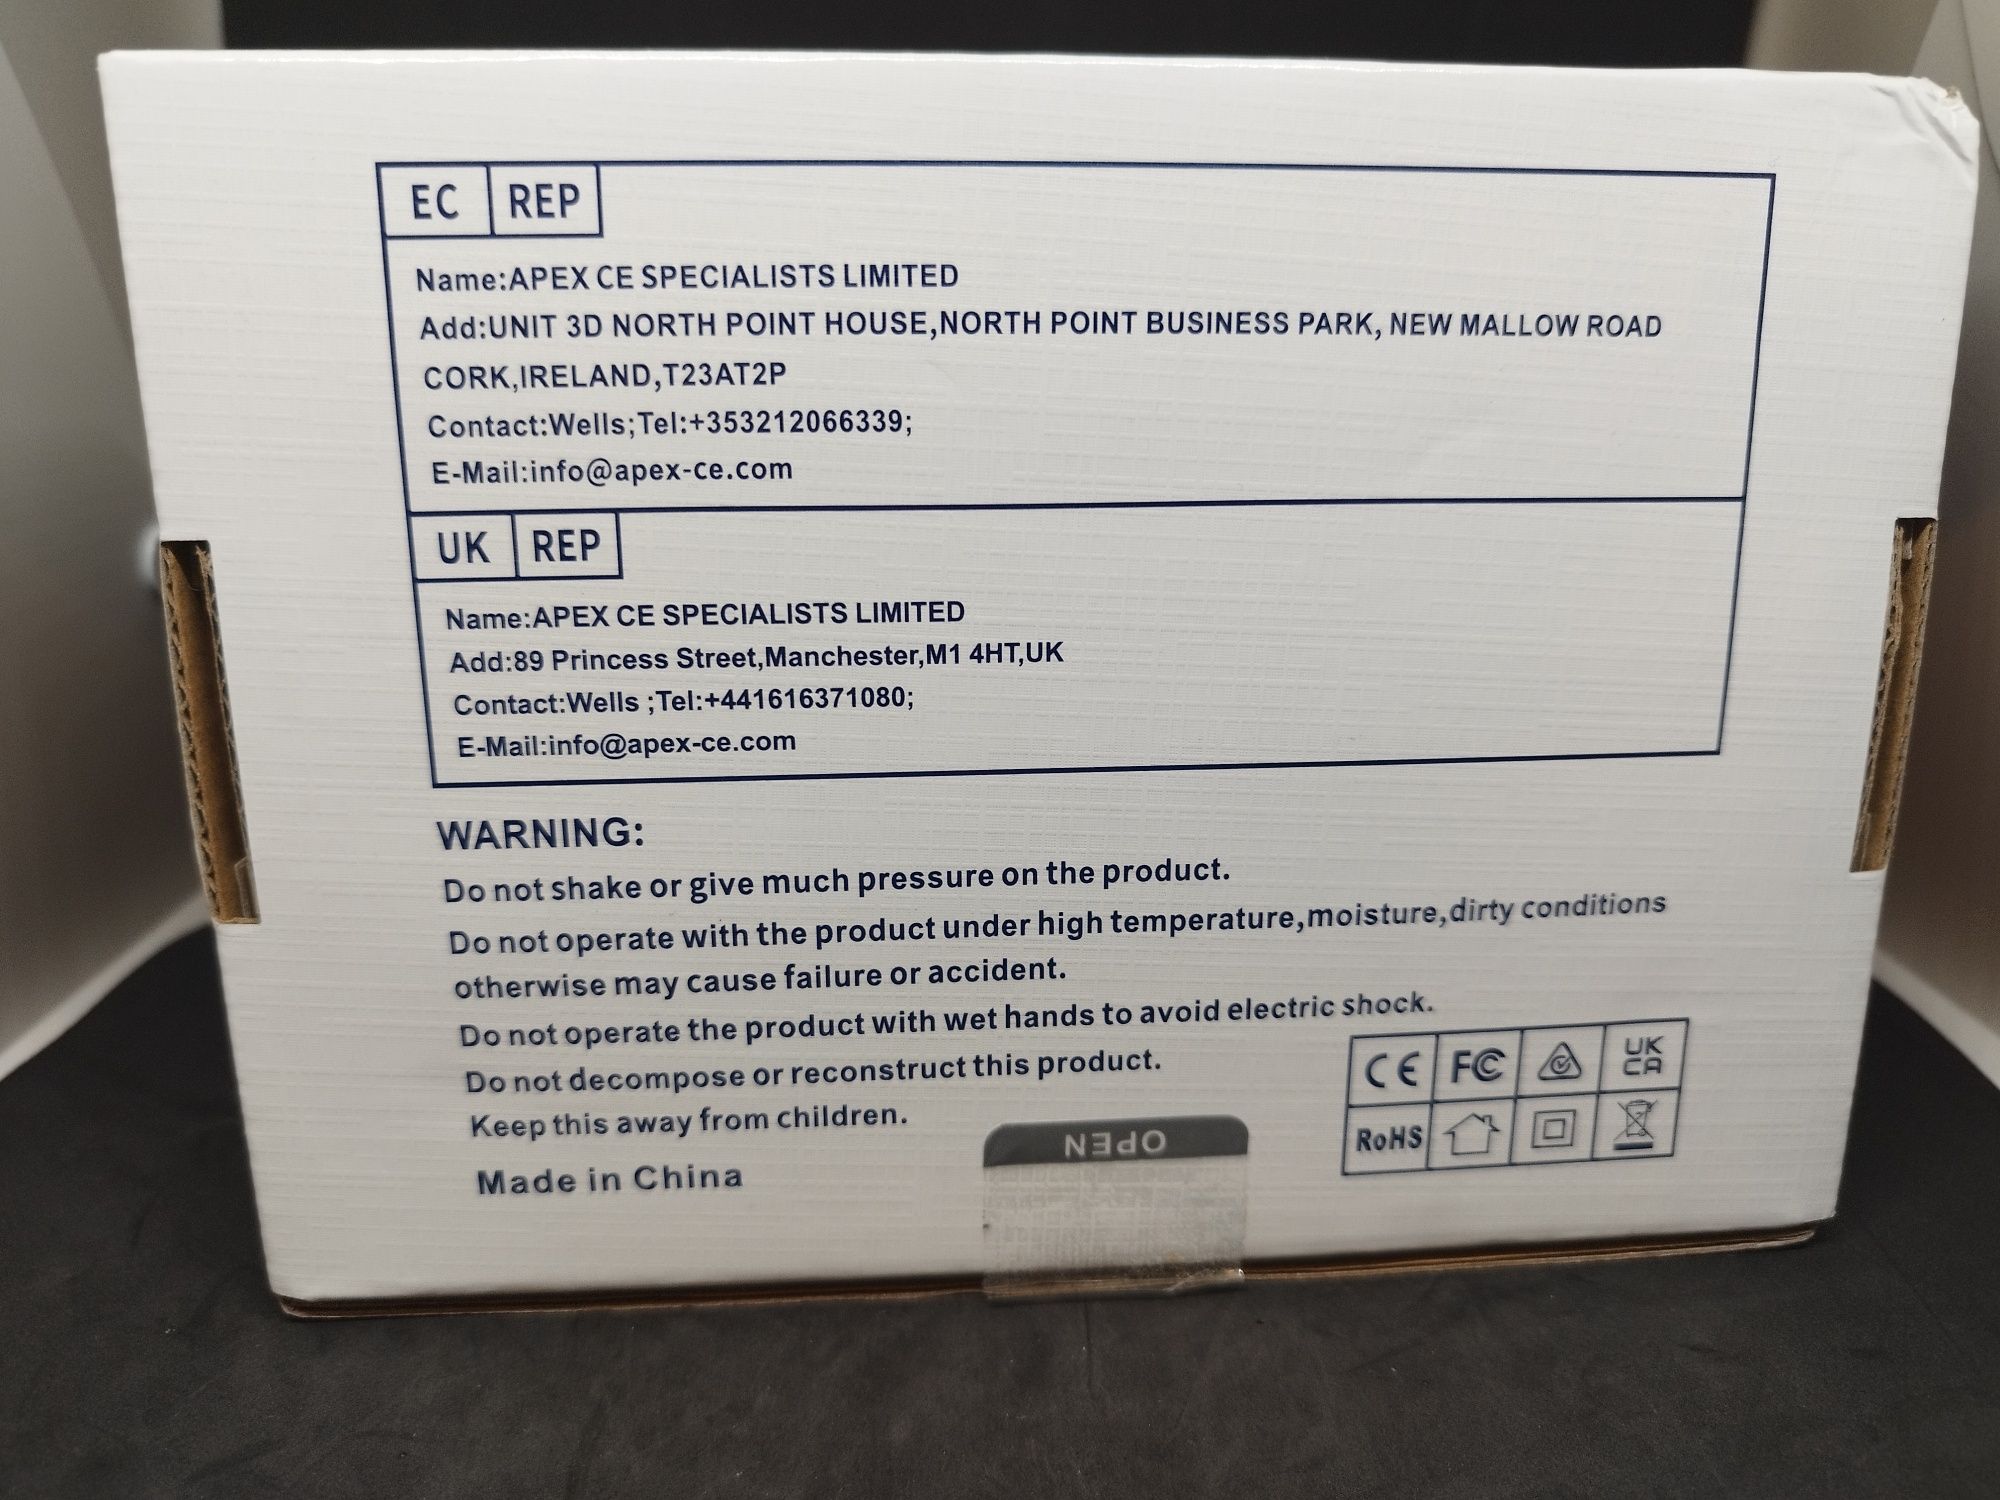 EC REP
Name:APEX CE SPECIALISTS LIMITED
Add:UNIT 3D NORTH POINT HOUSE,NORTH POINT BUSINESS PARK, NEW MALLOW ROAD
CORK,IRELAND,T23AT2P
Contact:Wells;Tel:+353212066339;
E-Mail:info@apex-ce.com
UK REP
Name:APEX CE SPECIALISTS LIMITED
Add:89 Princess Street,Manchester,M1 4HT,UK
Contact:Wells ;Tel:+441616371080;
E-Mail:info@apex-ce.com
WARNING:
Do not shake or give much pressure on the product.
Do not operate with the product under high temperature,moisture,dirty conditions
otherwise may cause failure or accident.
Do not operate the product with wet hands to avoid electric shock.
Do not decompose or reconstruct this product.
Keep this away from children.
Made in China
OPEN
CE FC UK
CA
RoHS